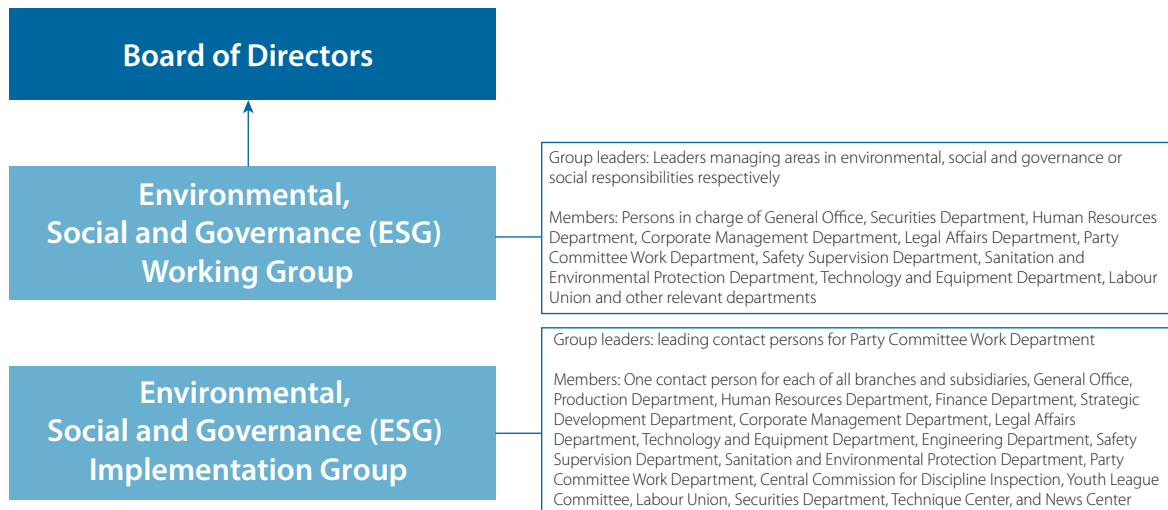 Board of Directors
Environmental,
Social and Governance (ESG)
Working Group
Group leaders: Leaders managing areas in environmental, social and governance or
social responsibilities respectively
Members: Persons in charge of General Office, Securities Department, Human Resources
Department, Corporate Management Department, Legal Affairs Department, Party
Committee Work Department, Safety Supervision Department, Sanitation and
Environmental Protection Department, Technology and Equipment Department, Labour
Union and other relevant departments
Environmental,
Social and Governance (ESG)
Implementation Group
Group leaders: leading contact persons for Party Committee Work Department
Members: One contact person for each of all branches and subsidiaries, General Office,
Production Department, Human Resources Department, Finance Department, Strategic
Development Department, Corporate Management Department, Legal Affairs
Department, Technology and Equipment Department, Engineering Department, Safety
Supervision Department, Sanitation and Environmental Protection Department, Party
Committee Work Department, Central Commission for Discipline Inspection, Youth League
Committee, Labour Union, Securities Department, Technique Center, and News Center